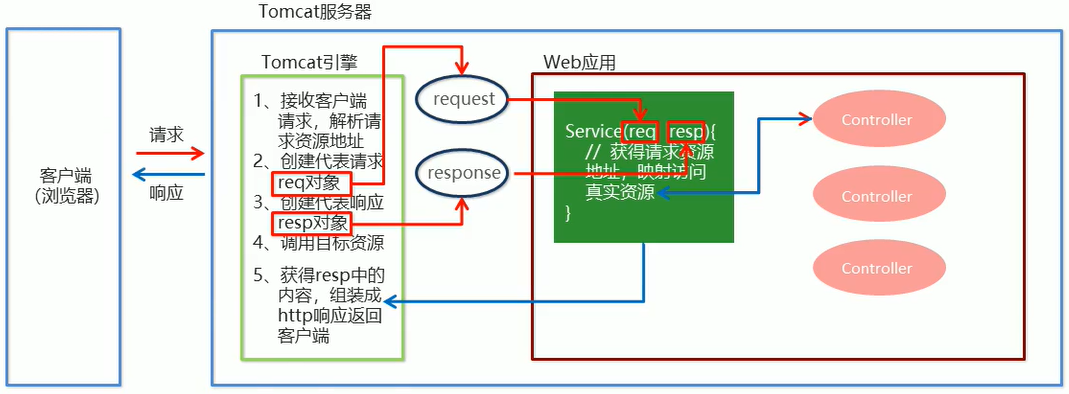 Tomcat服务器
Tomcat引擎
Web应用
客户端
(浏览器)
请求
响应
1、接收客户端
请求，解析请
求资源地址
2、创建代表请求
req对象
3、创建代表响应
resp对象
4、调用目标资源
5、获得resp中的
内容，组装成
http响应返回
客户端
request
response
Service(req resp){
// 获得请求资源
地址，映射访问
真实资源
}
Controller
Controller
Controller